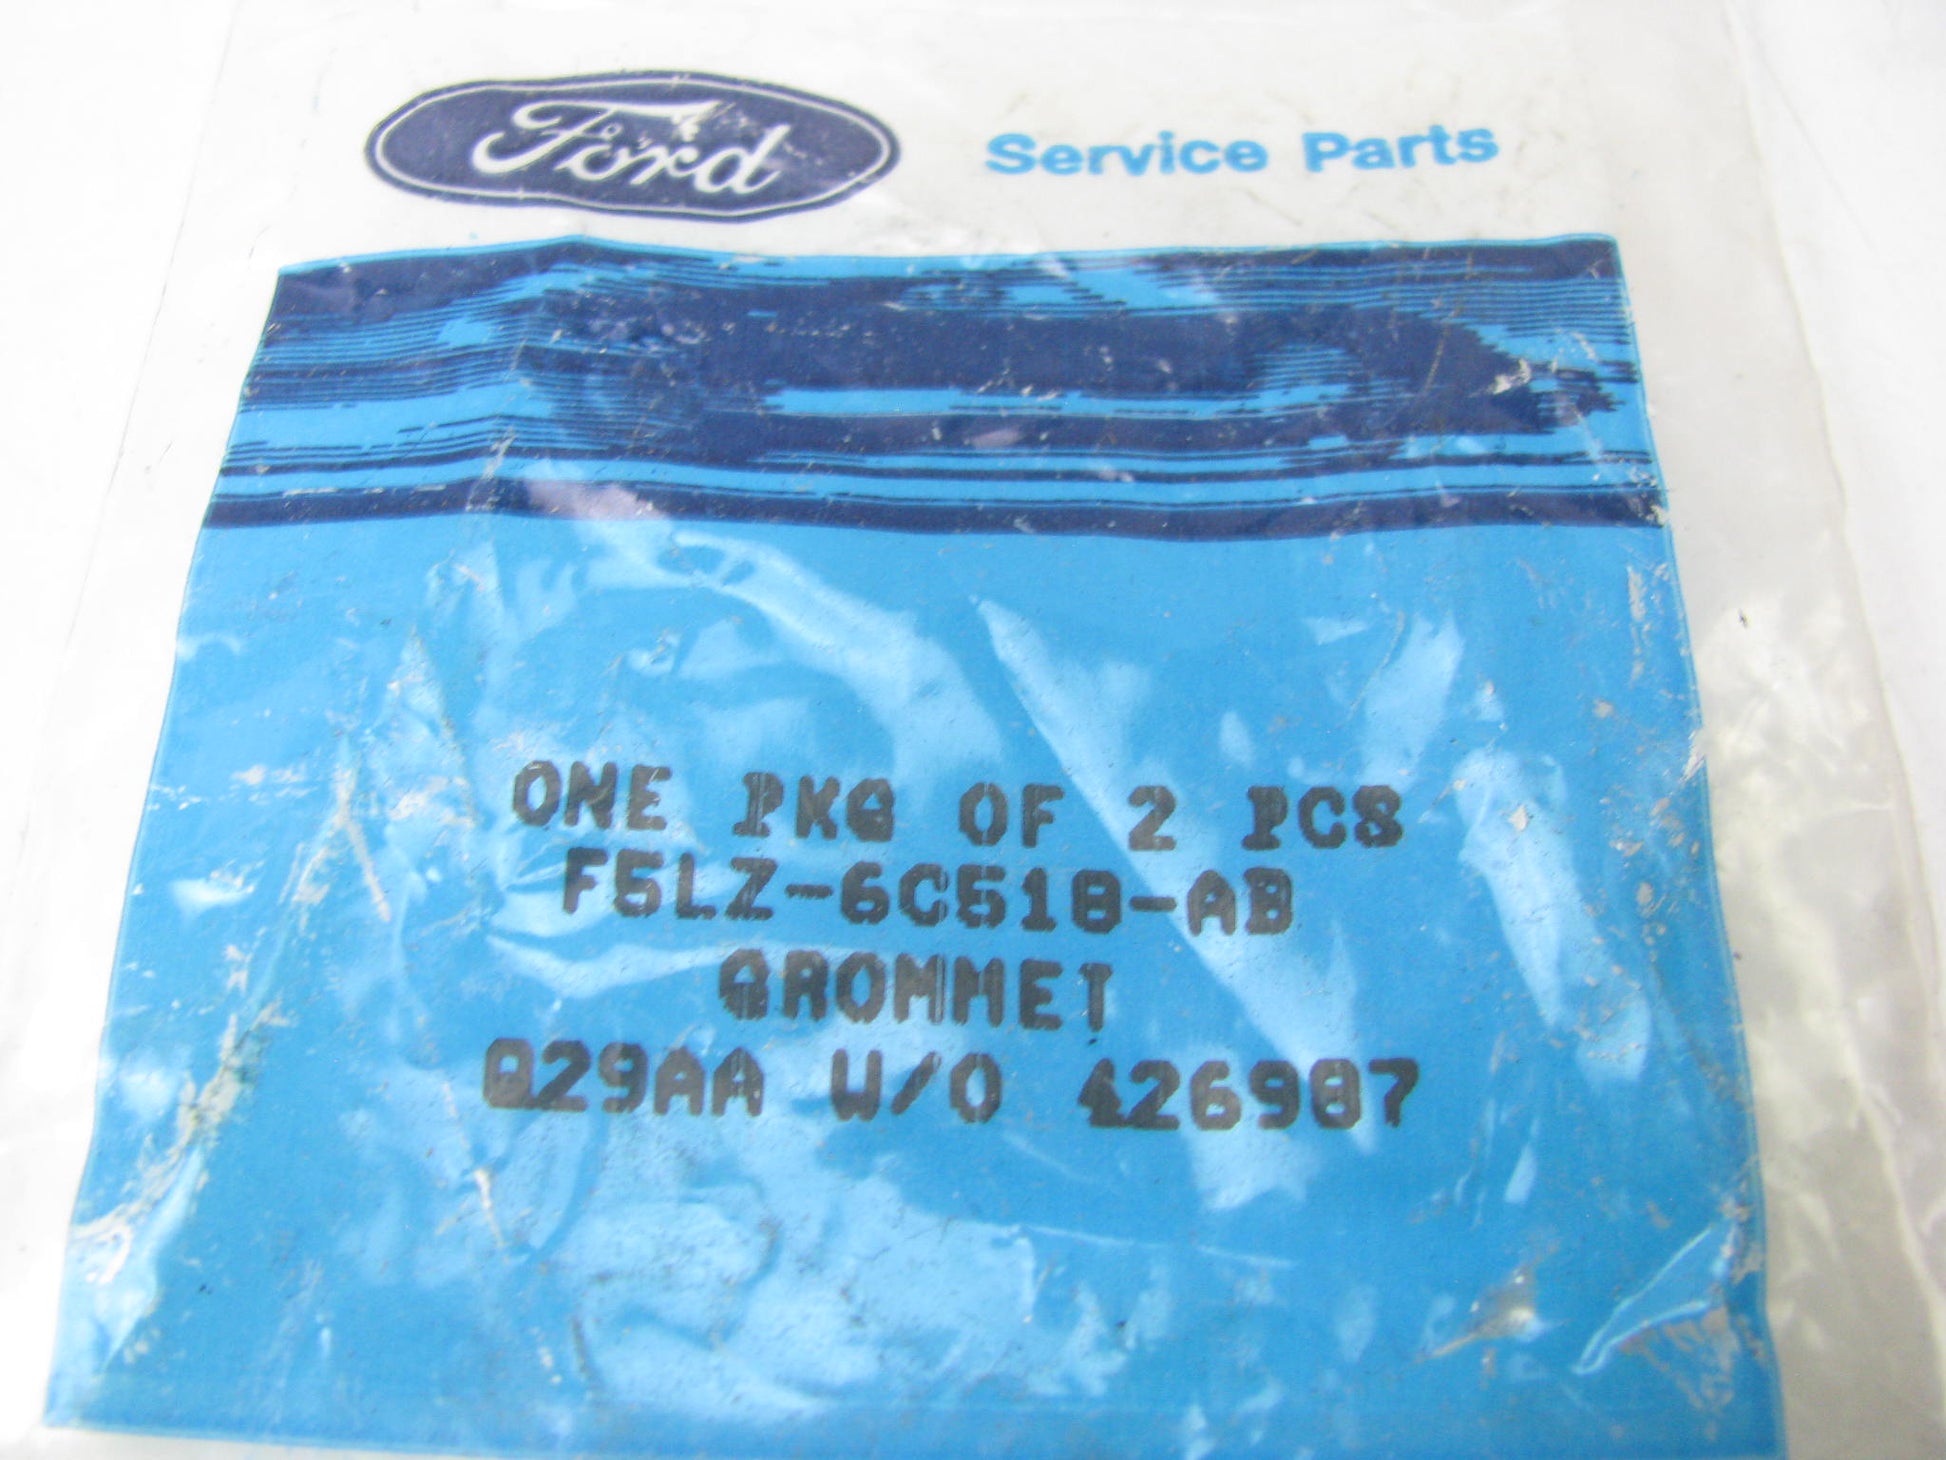 Ford Service Parts
ONE PKG OF 2 PCS
F5LZ-6C518-AB
GROMMET
029AA W/O 426987